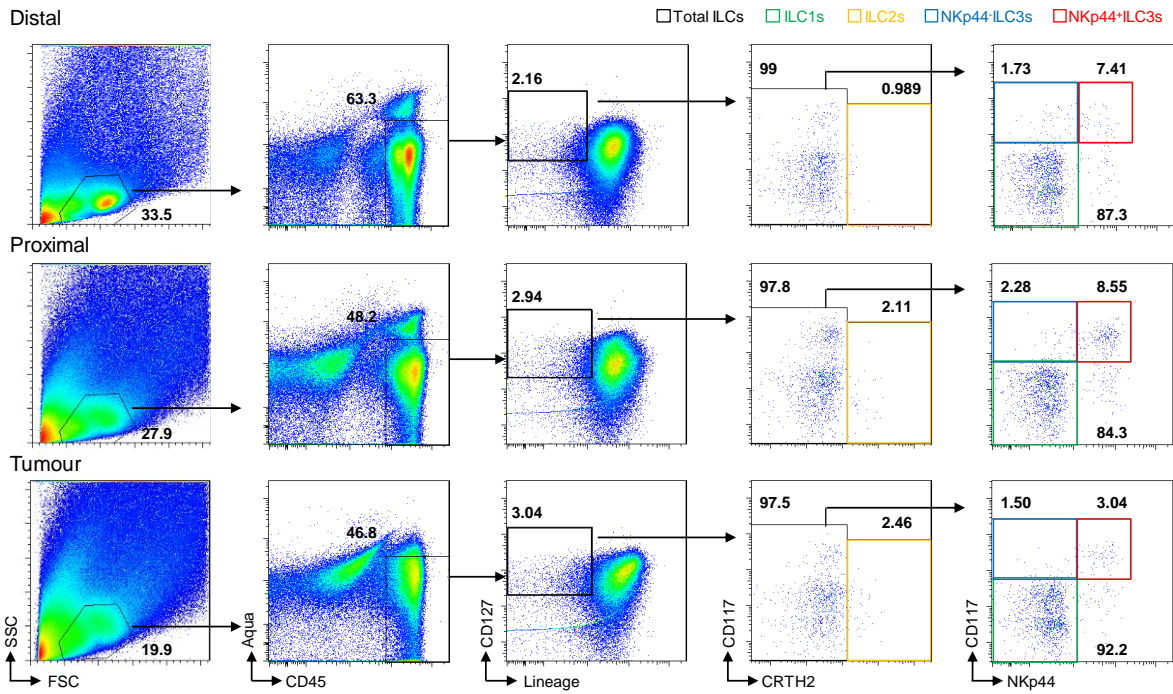 Distal
Total ILCs ILC1s ILC2s NKp44-ILC3s NKp44+ILC3s
33.5
63.3
2.16
99
0.989
1.73
7.41
87.3
Proximal
27.9
48.2
2.94
97.8
2.11
2.28
8.55
84.3
Tumour
19.9
46.8
3.04
97.5
2.46
1.50
3.04
92.2
SSC
FSC
Aqua
CD45
CD127
Lineage
CD117
CRTH2
CD117
NKp44